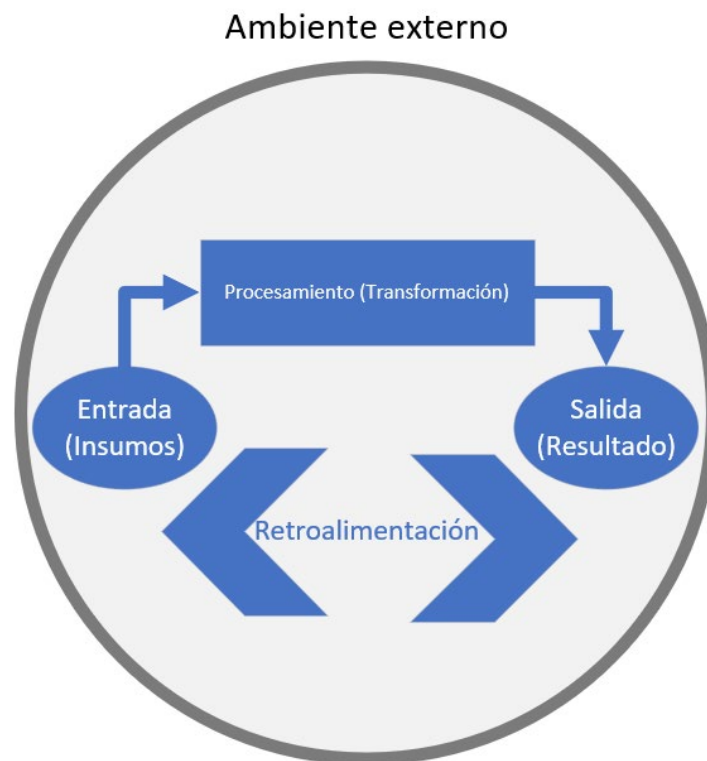 Ambiente externo
Procesamiento (Transformación)
Entrada
(Insumos)
Salida
(Resultado)
Retroalimentación